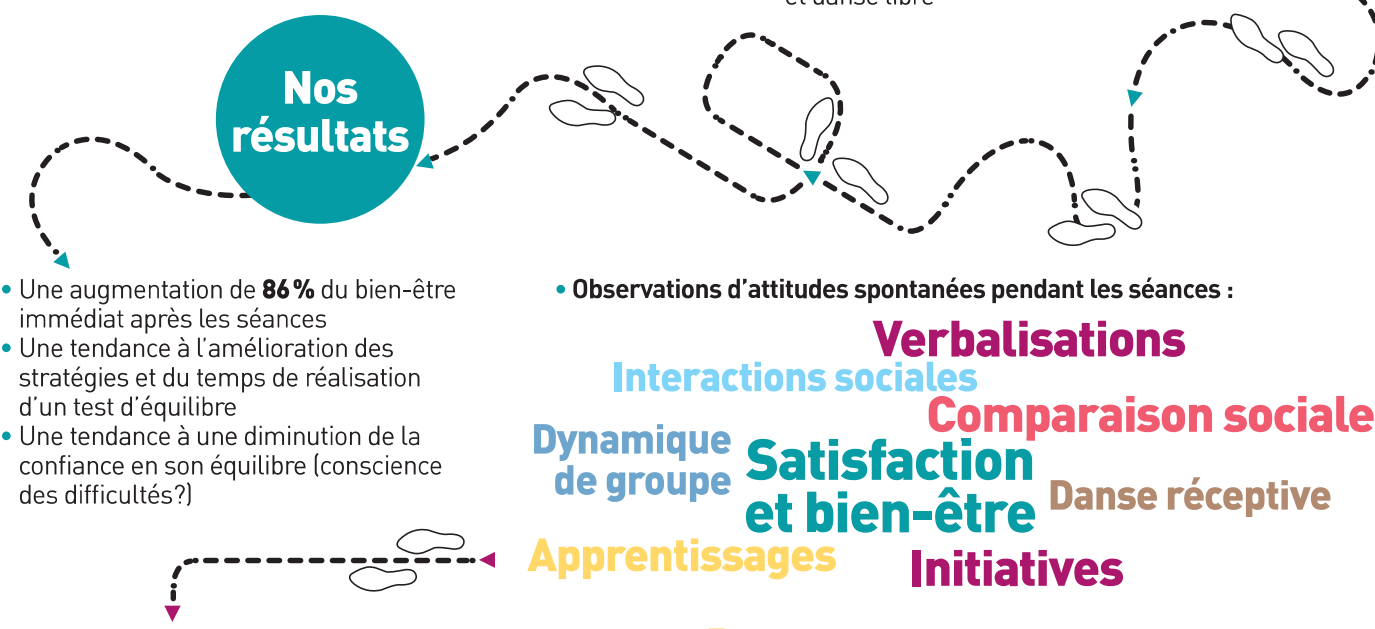 et danse libre
Nos
résultats
• Une augmentation de 86 % du bien-être
immédiat après les séances
• Une tendance à l’amélioration des
stratégies et du temps de réalisation
d’un test d’équilibre
• Une tendance à une diminution de la
confiance en son équilibre (conscience
des difficultés?)
• Observations d’attitudes spontanées pendant les séances :
Verbalisations
Interactions sociales
Comparaison sociale
Dynamique
de groupe
Satisfaction
et bien-être
Danse réceptive
Apprentissages
Initiatives